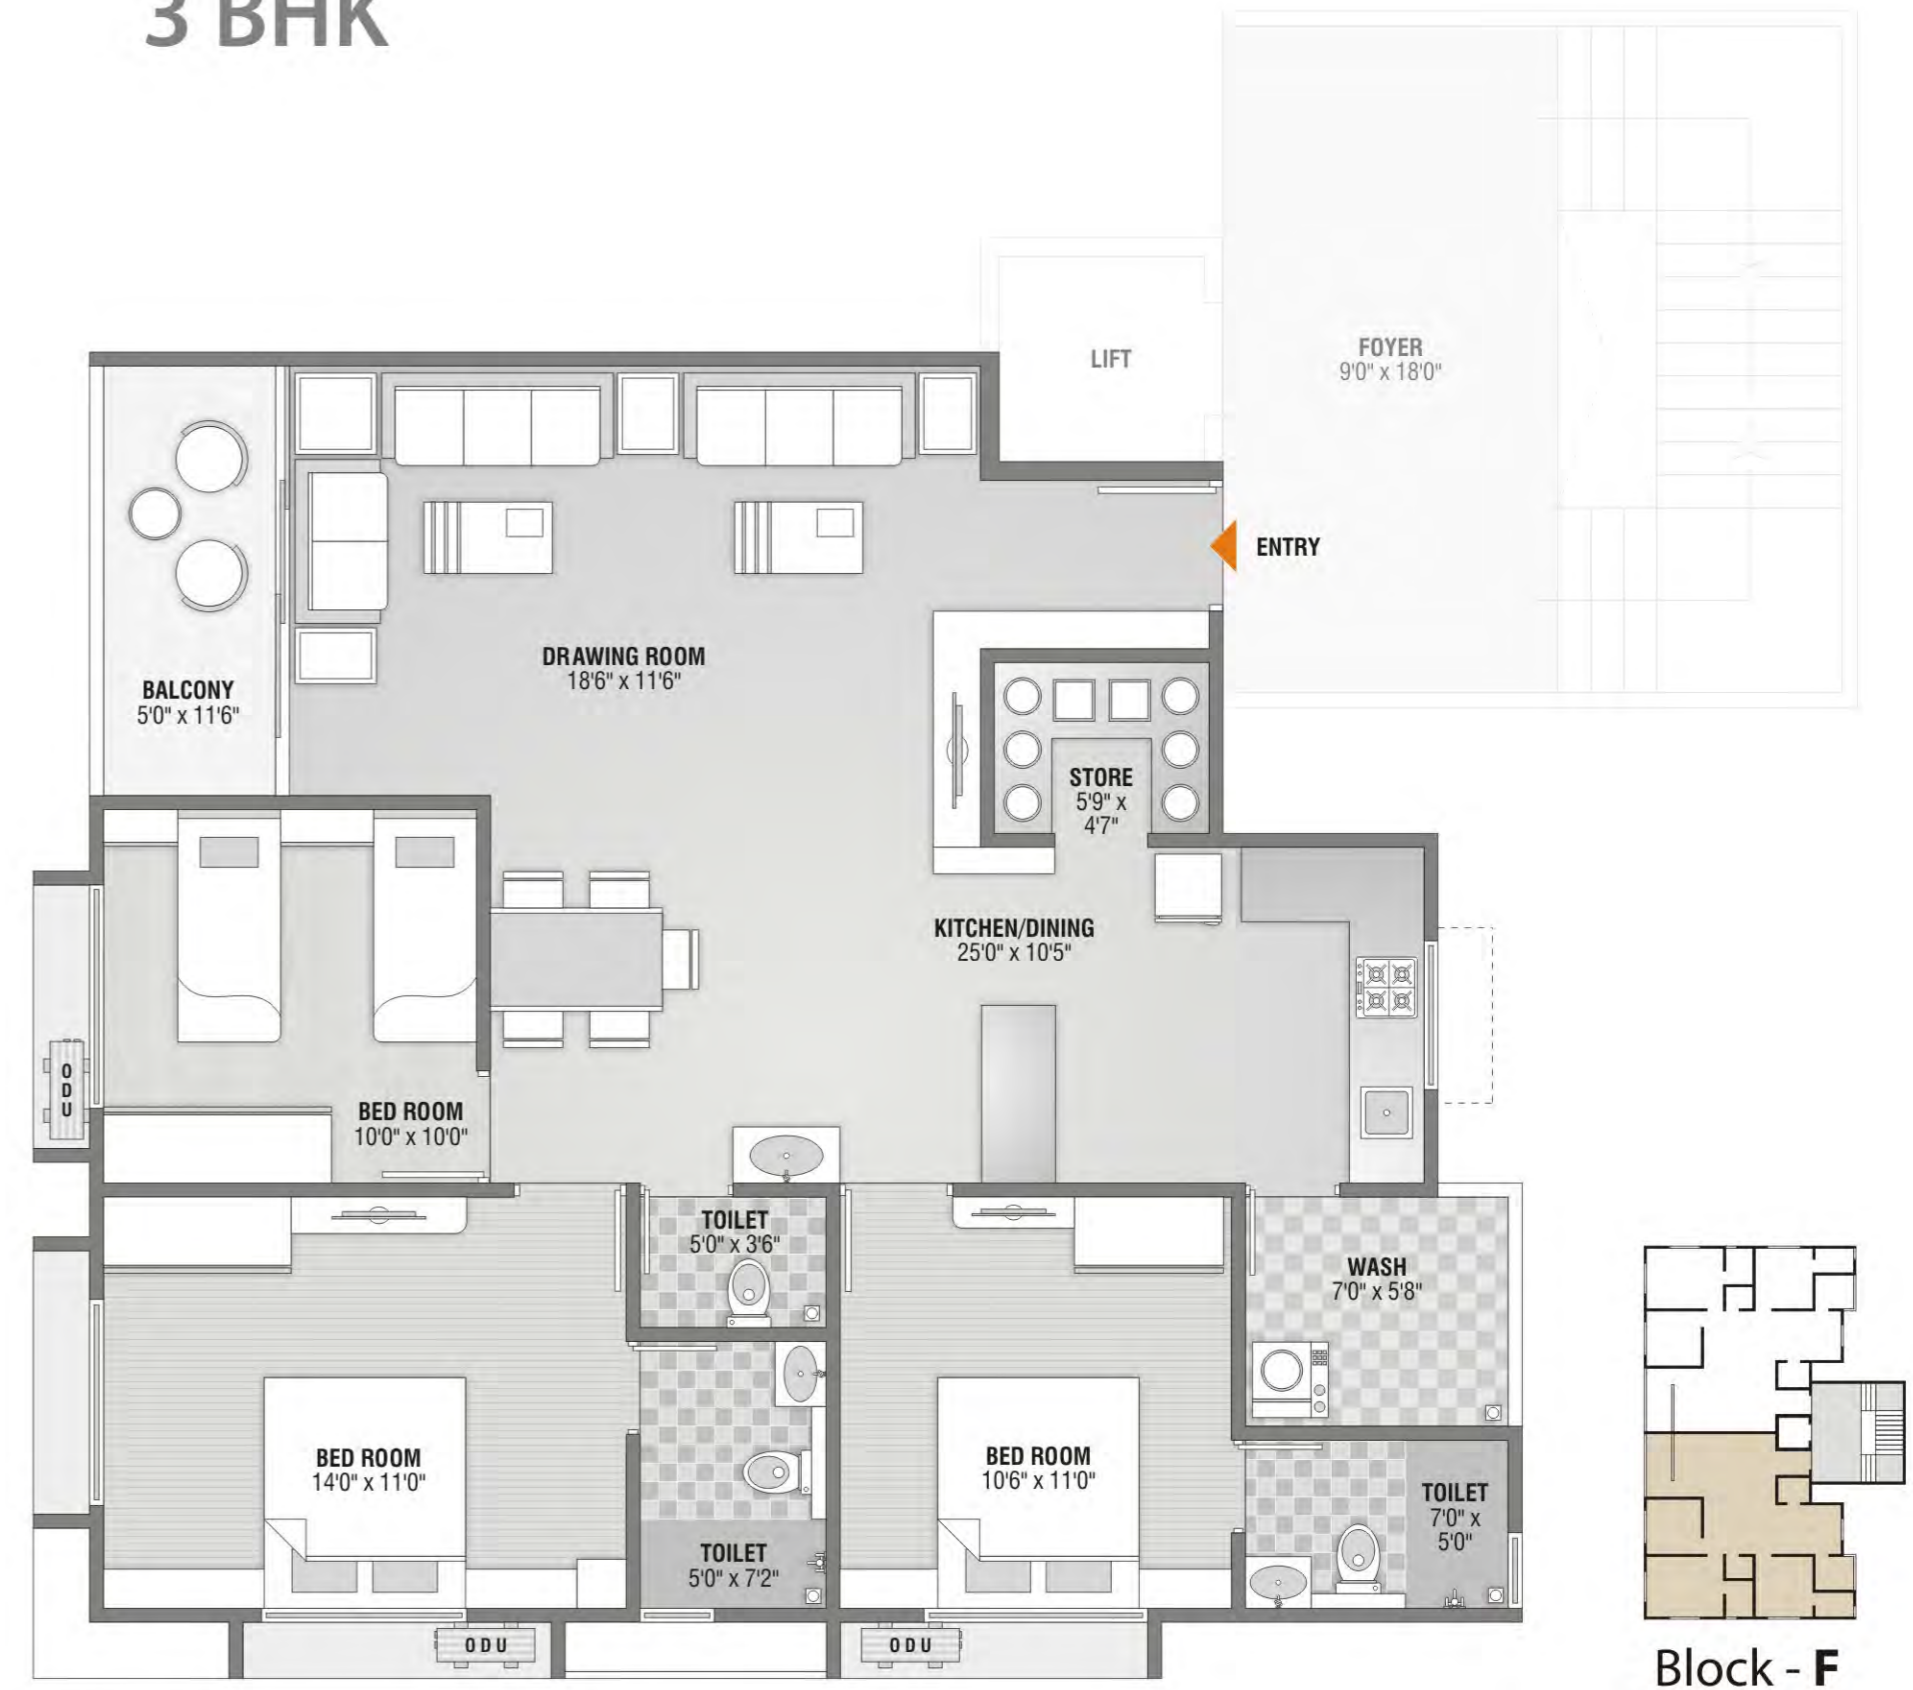 3 BHK
LIFT
FOYER
9'0" x 18'0"
ENTRY
DRAWING ROOM
18'6" x 11'6"
BALCONY
5'0" x 11'6"
STORE
5'9" x
4'7"
KITCHEN/DINING
25'0" x 10'5"
ODU
BED ROOM
10'0" x 10'0"
TOILET
5'0" x 3'6"
WASH
7'0" x 5'8"
BED ROOM
14'0" x 11'0"
BED ROOM
10'6" x 11'0"
TOILET
7'0" x
5'0"
TOILET
5'0" x 7'2"
ODU
ODU
Block - F